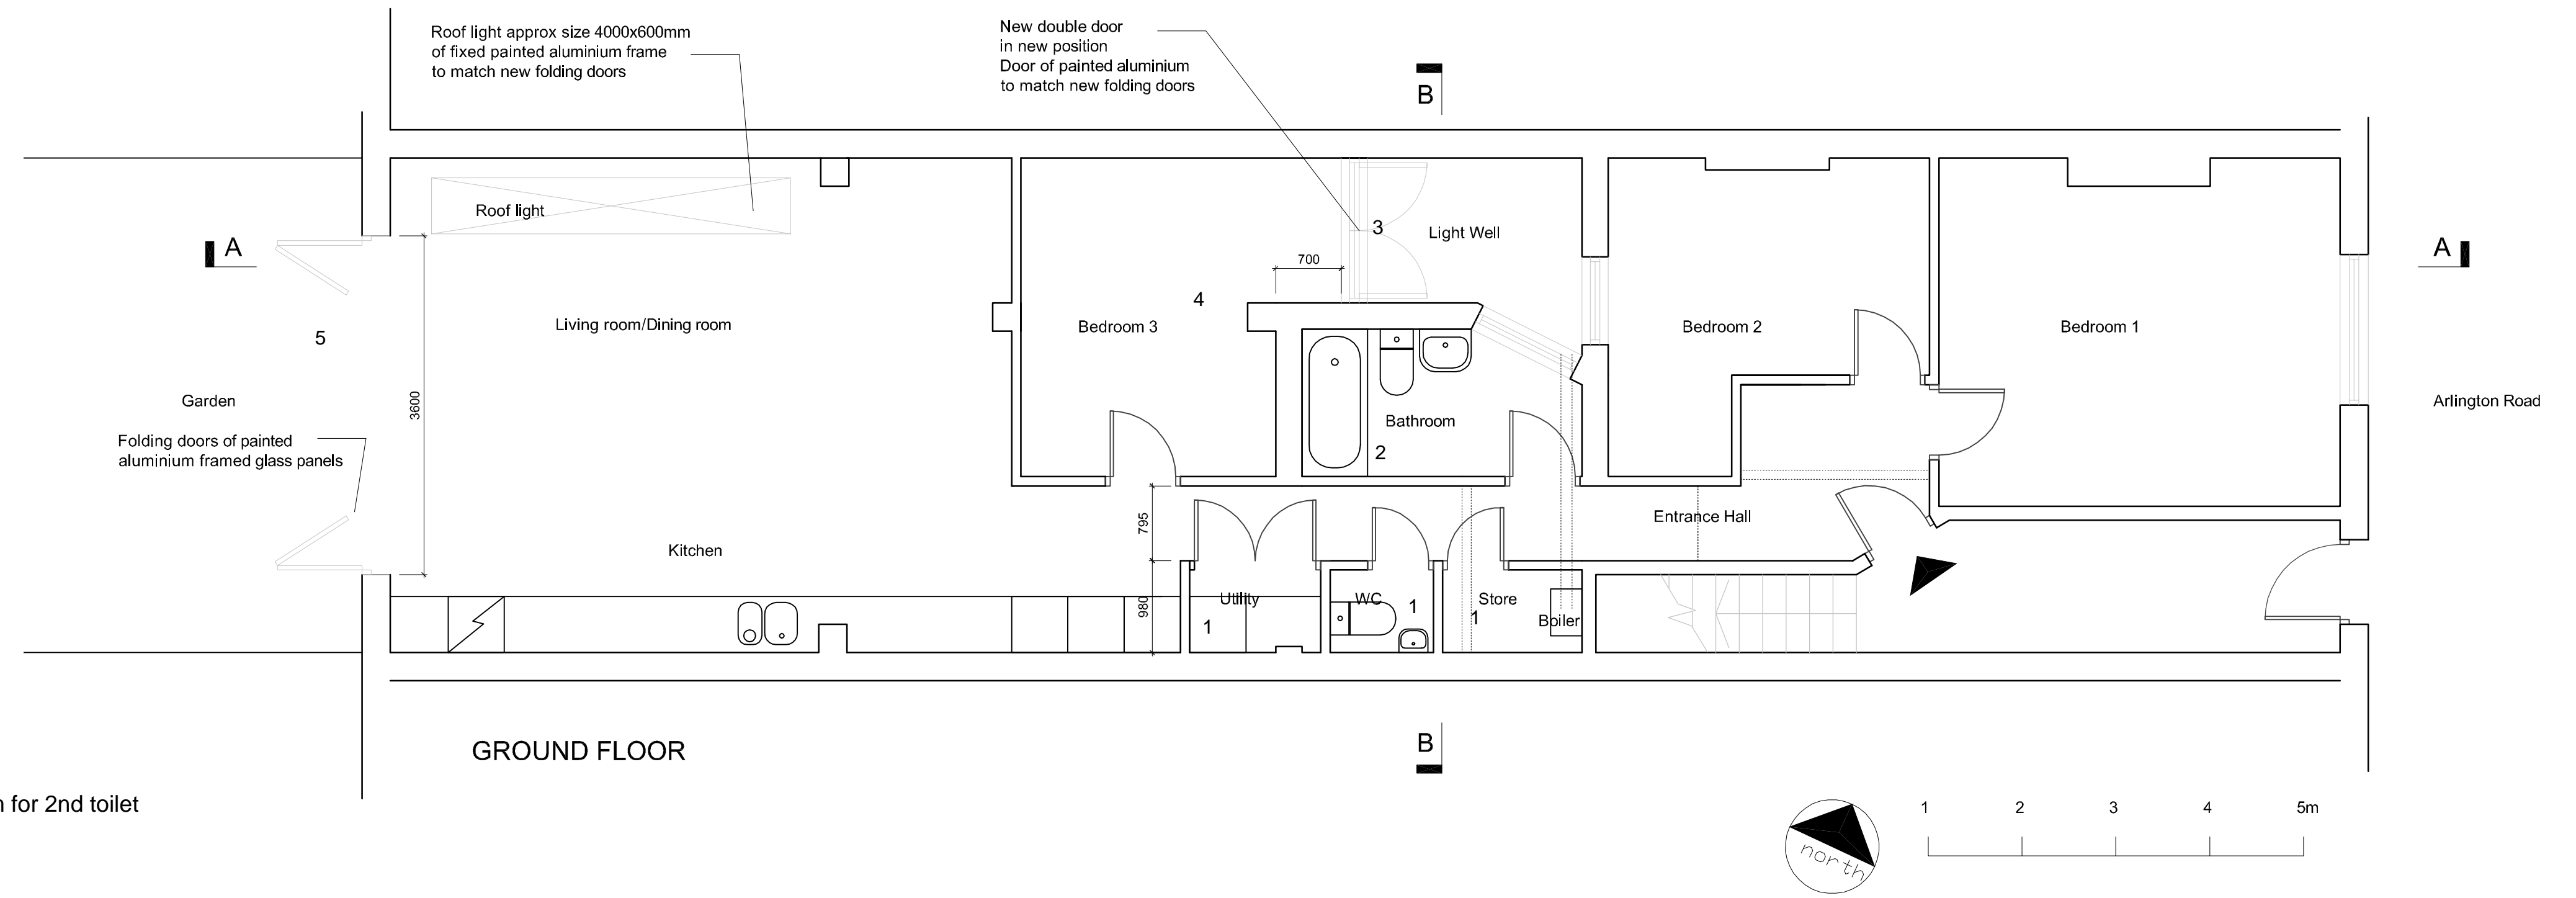 Roof light approx size 4000x600mm
of fixed painted aluminium frame
to match new folding doors
New double door
in new position
Door of painted aluminium
to match new folding doors
B
Roof light
A
3
Light Well
A
700
4
5
Living room/Dining room
Bedroom 3
Bedroom 2
Bedroom 1
Garden
3600
Bathroom
Arlington Road
Folding doors of painted
aluminium framed glass panels
2
795
Entrance Hall
Kitchen
980
Utility
1
WC
1
Store
1
Boiler
GROUND FLOOR
B
n for 2nd toilet
north
1 2 3 4 5m